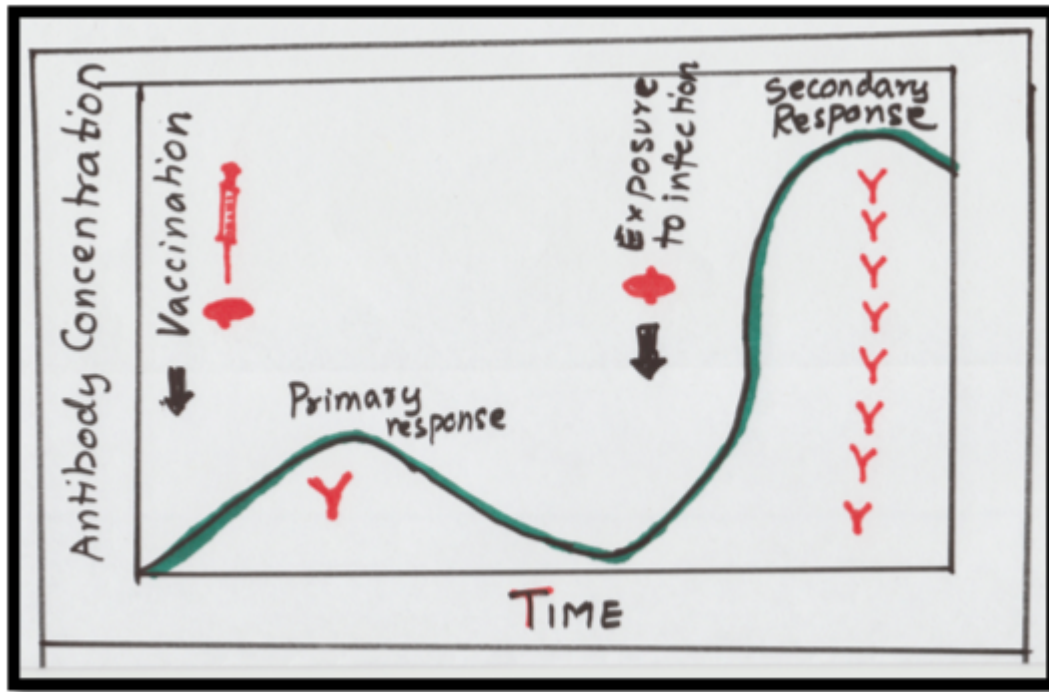 Antibody Concentration
Vaccination
Primary
response
Exposure
to infection
Secondary
Response
TIME